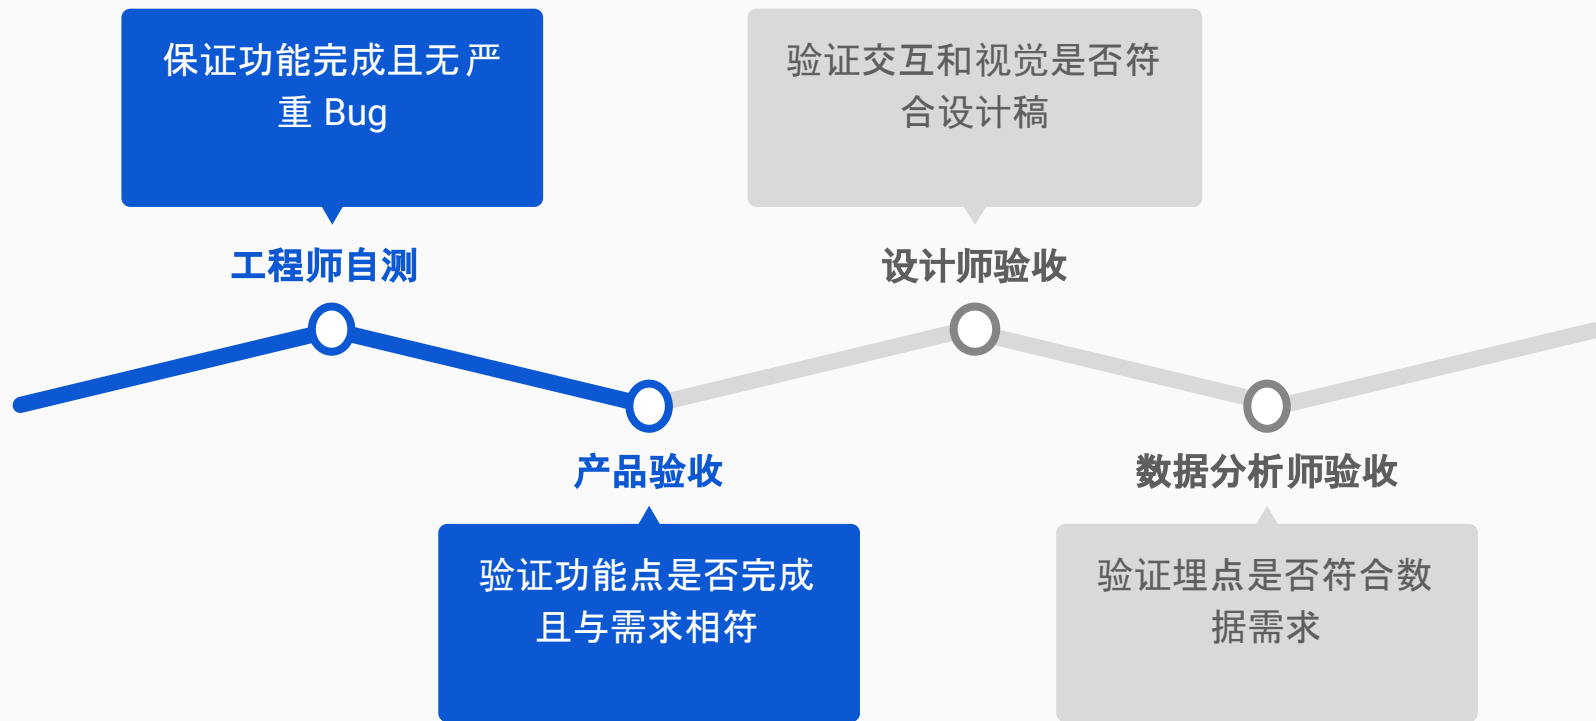 保证功能完成且无严
重 Bug
工程师自测
产品验收
验证功能点是否完成
且与需求相符
验证交互和视觉是否符
合设计稿
设计师验收
数据分析师验收
验证埋点是否符合数
据需求